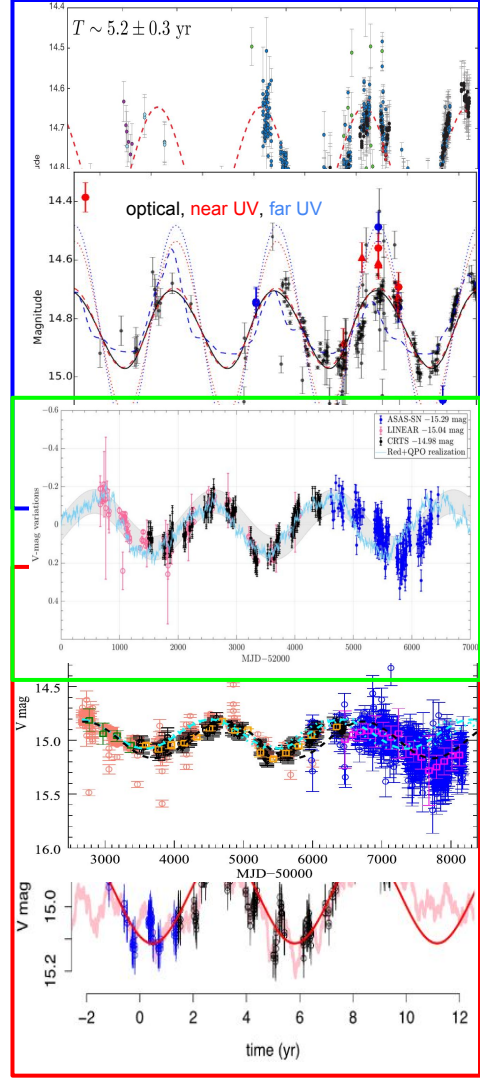 T ~ 5.2 ± 0.3 yr
14.4
14.5
14.6
14.7
14.8
14.4
optical, near UV, far UV
14.6
Magnitude
14.8
15.0
−0.6
ASAS-SN −15.29 mag
LINEAR −15.04 mag
CRTS −14.98 mag
Red+QPO realization
−0.4
−0.2
V-mag variations
0
0.2
0.4
0 1000 2000 3000 4000 5000 6000 7000
MJD−52000
14.5
V mag
15.0
15.5
16.0
3000 4000 5000 6000 7000 8000
MJD−50000
V mag
15.0
15.2
−2 0 2 4 6 8 10 12
time (yr)